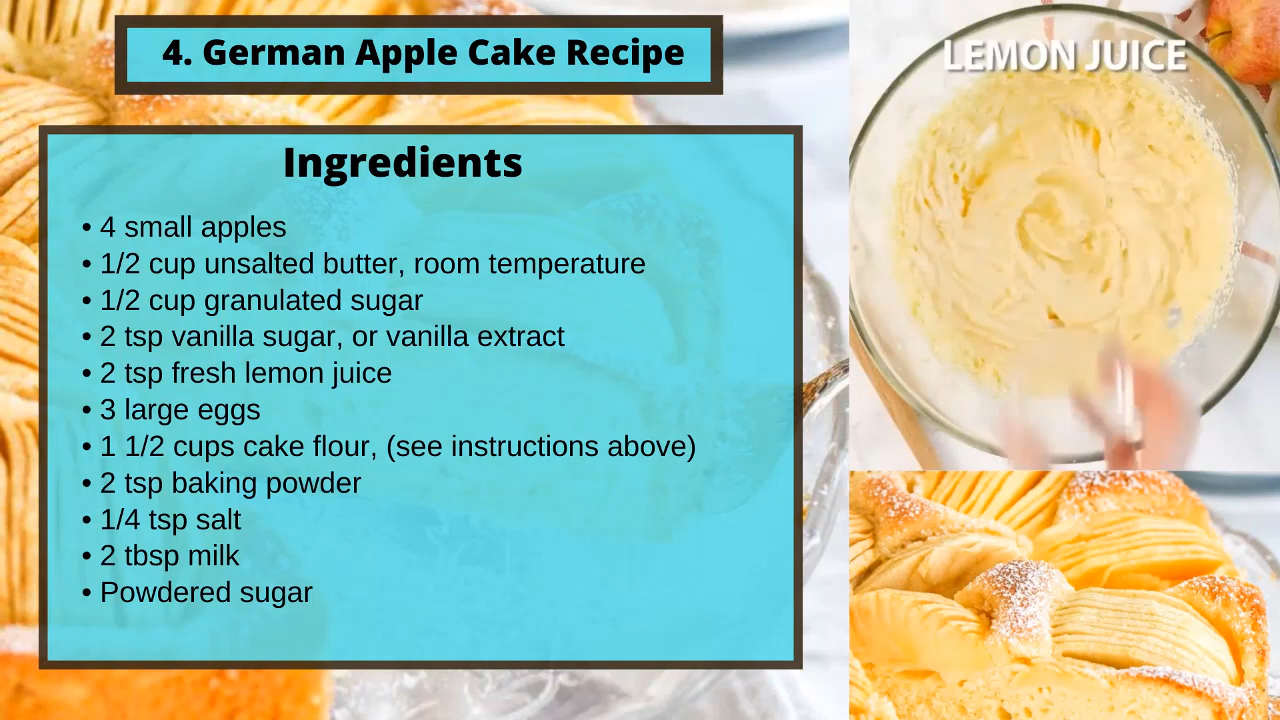 4. German Apple Cake Recipe
LEMON JUICE
Ingredients
• 4 small apples
• 1/2 cup unsalted butter, room temperature
• 1/2 cup granulated sugar
• 2 tsp vanilla sugar, or vanilla extract
• 2 tsp fresh lemon juice
• 3 large eggs
• 1 1/2 cups cake flour, (see instructions above)
• 2 tsp baking powder
• 1/4 tsp salt
• 2 tbsp milk
• Powdered sugar